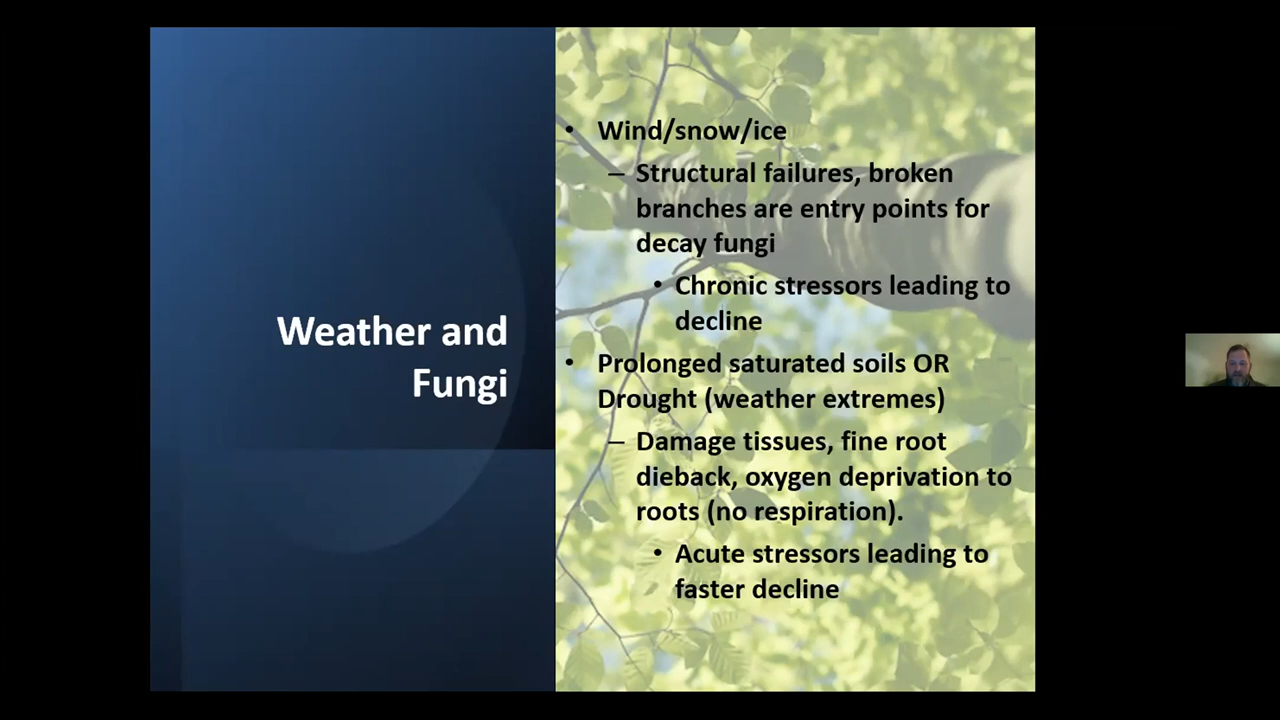 Weather and
Fungi
• Wind/snow/ice
– Structural failures, broken
branches are entry points for
decay fungi
• Chronic stressors leading to
decline
• Prolonged saturated soils OR
Drought (weather extremes)
– Damage tissues, fine root
dieback, oxygen deprivation to
roots (no respiration).
• Acute stressors leading to
faster decline